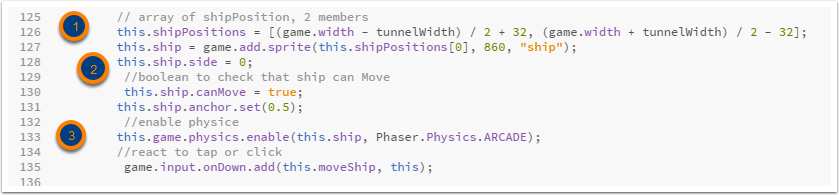 125 // array of shipPosition, 2 members
126 this.shipPositions = [(game.width - tunnelWidth) / 2 + 32, (game.width + tunnelWidth) / 2 - 32];
127 this.ship = game.add.sprite(this.shipPositions[0], 860, "ship");
128 this.ship.side = 0;
129 //boolean to check that ship can Move
130 this.ship.canMove = true;
131 this.ship.anchor.set(0.5);
132 //enable physice
133 this.game.physics.enable(this.ship, Phaser.Physics.ARCADE);
134 //react to tap or click
135 game.input.onDown.add(this.moveShip, this);
136
1
2
3